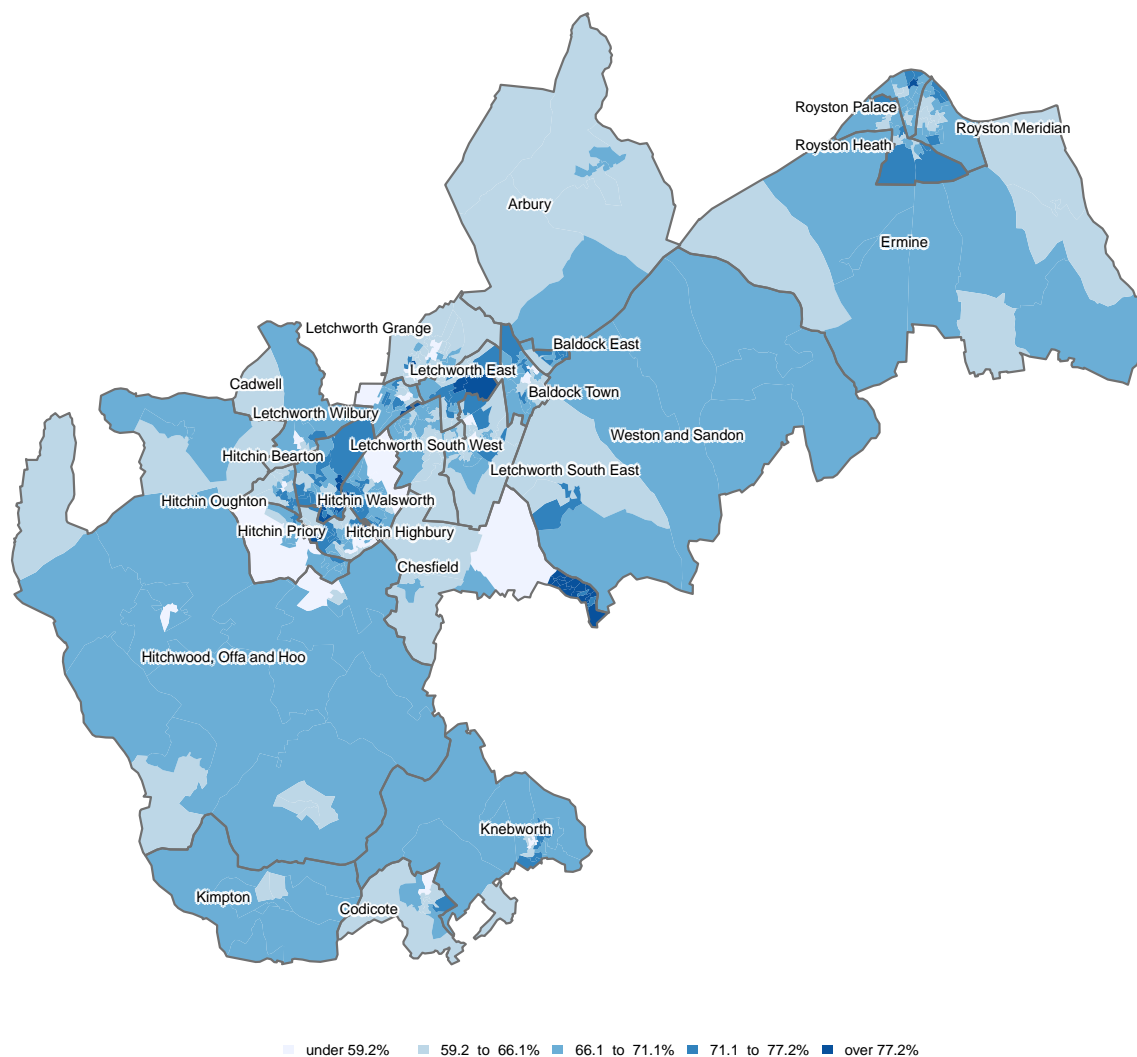 Royston Palace
Royston Meridian
Royston Heath
Arbury
Ermine
Letchworth Grange
Baldock East
Letchworth East
Cadwell
Baldock Town
Letchworth Wilbury
Weston and Sandon
Letchworth South West
Hitchin Bearton
Letchworth South East
Hitchin Oughton
Hitchin Walsworth
Hitchin Priory
Hitchin Highbury
Chesfield
Hitchwood, Offa and Hoo
Knebworth
Kimpton
Codicote
under 59.2% 59.2 to 66.1% 66.1 to 71.1% 71.1 to 77.2% over 77.2%